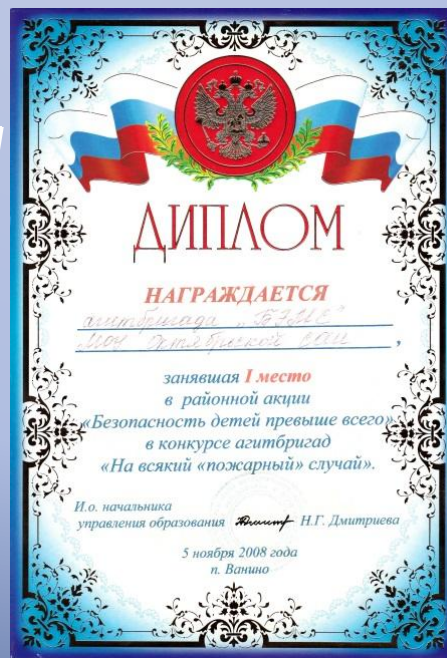 ДИПЛОМ
НАГРАЖДАЕТСЯ
агитбригада
МОУ Октябрьской СОШ,
занявшая I место
в районной акции
«Безопасность детей превыше всего»
в конкурсе агитбригад
«На всякий «пожарный» случай».
И.о. начальника
управления образования Н.Г. Дмитриева
5 ноября 2008 года
п. Ванино